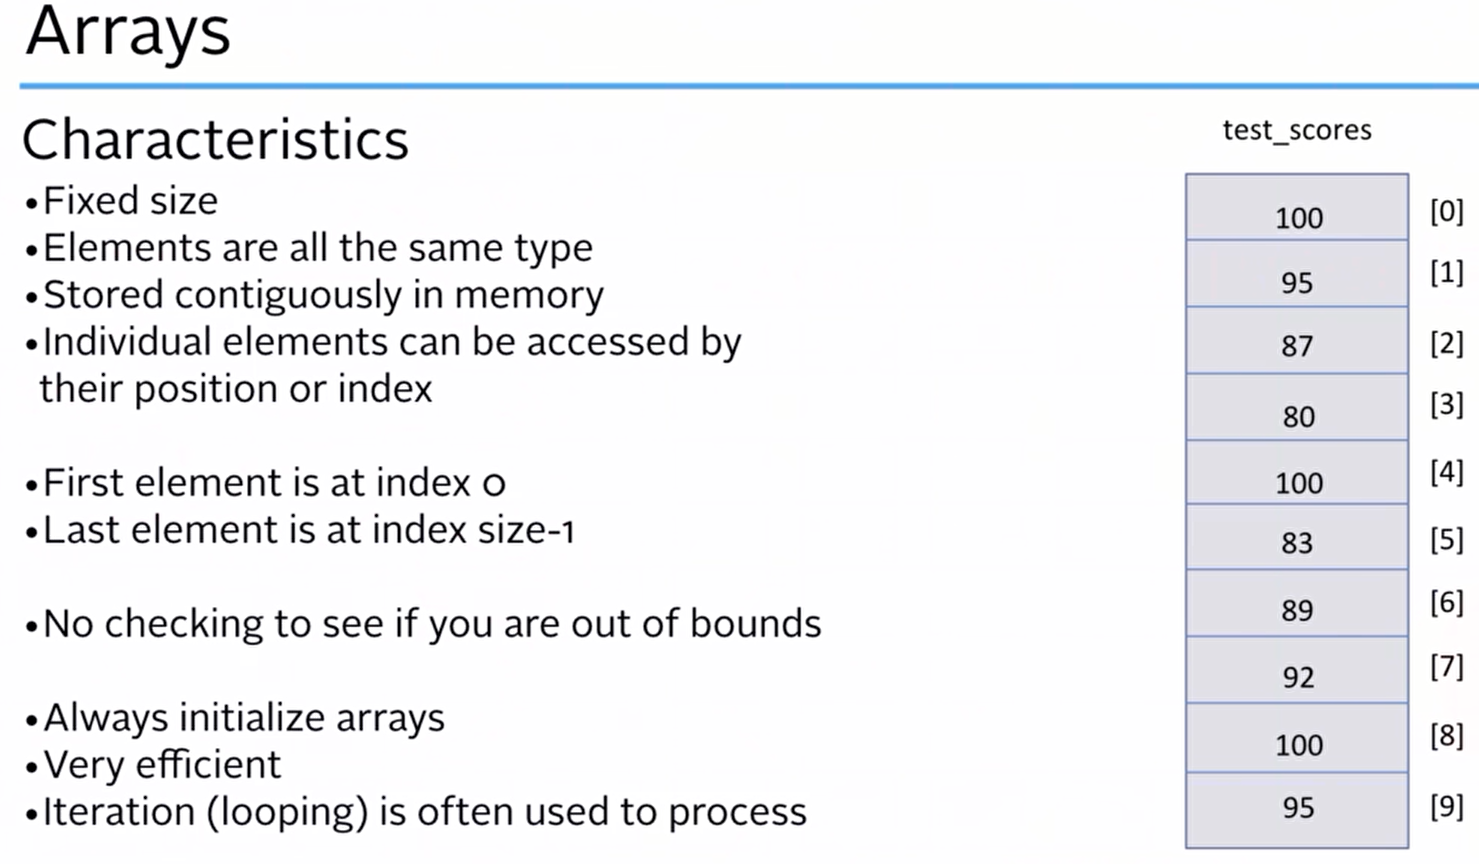 Arrays
Characteristics
•Fixed size
•Elements are all the same type
•Stored contiguously in memory
•Individual elements can be accessed by
their position or index
•First element is at index 0
•Last element is at index size-1
•No checking to see if you are out of bounds
•Always initialize arrays
•Very efficient
•Iteration (looping) is often used to process
test_scores
100 [0]
95 [1]
87 [2]
80 [3]
100 [4]
83 [5]
89 [6]
92 [7]
100 [8]
95 [9]